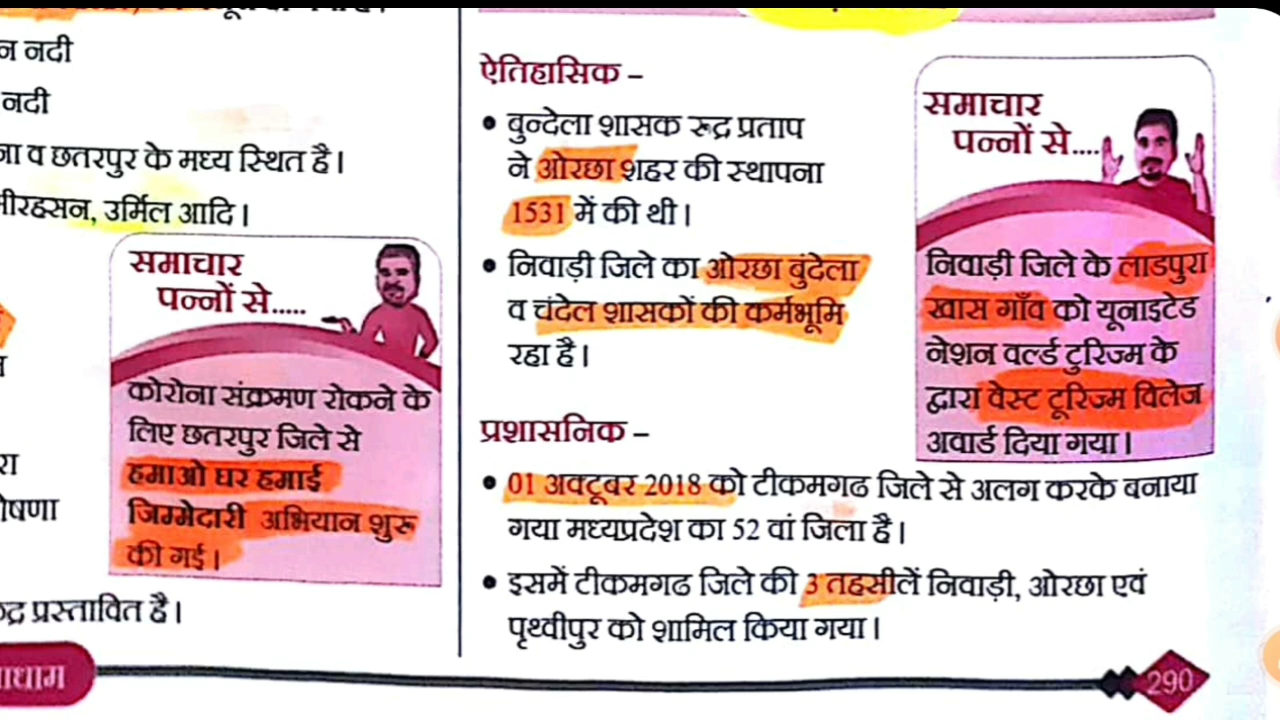 न नदी
नदी
ना व छतरपुर के मध्य स्थित है।
मीरहसन, उर्मिल आदि।
समाचार
पन्नों से.....
कोरोना संक्रमण रोकने के
लिए छतरपुर जिले से
हमाओ घर हमाई
जिम्मेदारी अभियान शुरू
की गई।
रा
ोषणा
प्रस्तावित है।
ाधाम
ऐतिहासिक –
• बुन्देला शासक रूद्र प्रताप
ने ओरछा शहर की स्थापना
1531 में की थी।
• निवाड़ी जिले का ओरछा बुंदेला
व चंदेल शासकों की कर्मभूमि
रहा है।
समाचार
पन्नों से....
निवाड़ी जिले के लाडपुरा
खास गाँव को यूनाइटेड
नेशन वर्ल्ड टुरिज्म के
द्वारा वेस्ट टूरिज्म विलेज
अवार्ड दिया गया।
प्रशासनिक –
• 01 अक्टूबर 2018 को टीकमगढ जिले से अलग करके बनाया
गया मध्यप्रदेश का 52 वां जिला है।
• इसमें टीकमगढ जिले की 3 तहसीलें निवाड़ी, ओरछा एवं
पृथ्वीपुर को शामिल किया गया।
290